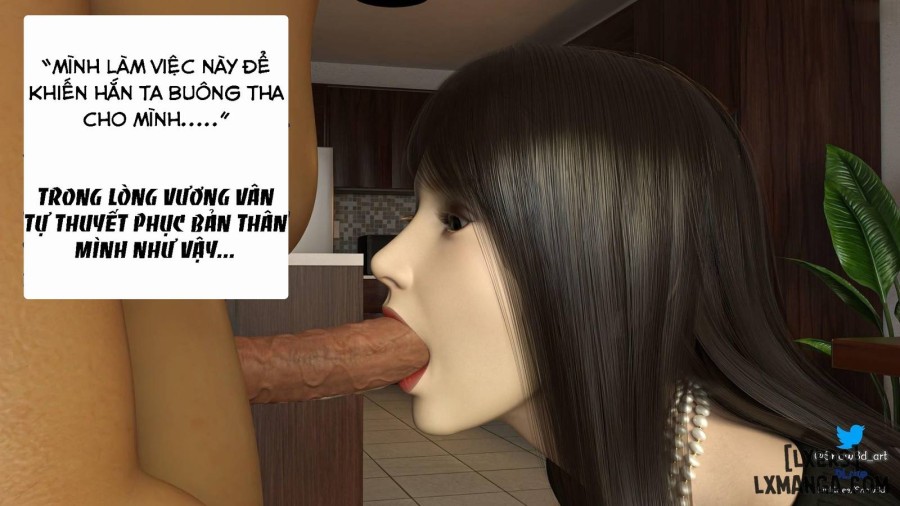 "MÌNH LÀM VIỆC NÀY ĐỂ
KHIẾN HẮN TA BUÔNG THA
CHO MÌNH....."
TRONG LÒNG VƯƠNG VÂN
TỰ THUYẾT PHỤC BẢN THÂN
MÌNH NHƯ VẬY...
LXMANGA.COM